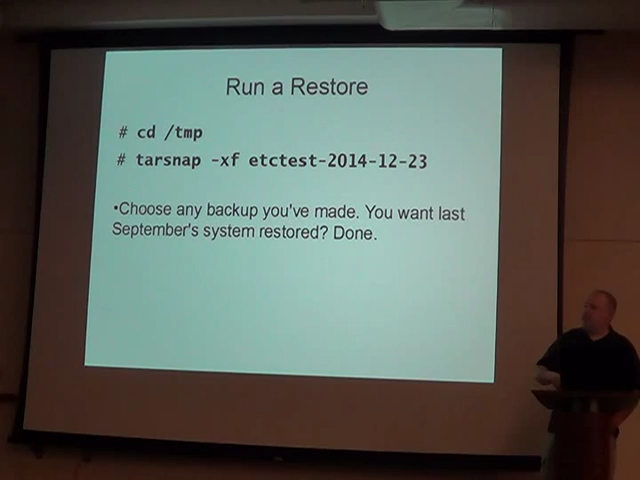 Run a Restore
# cd /tmp
# tarsnap -xf etctest-2014-12-23
•Choose any backup you've made. You want last
September's system restored? Done.